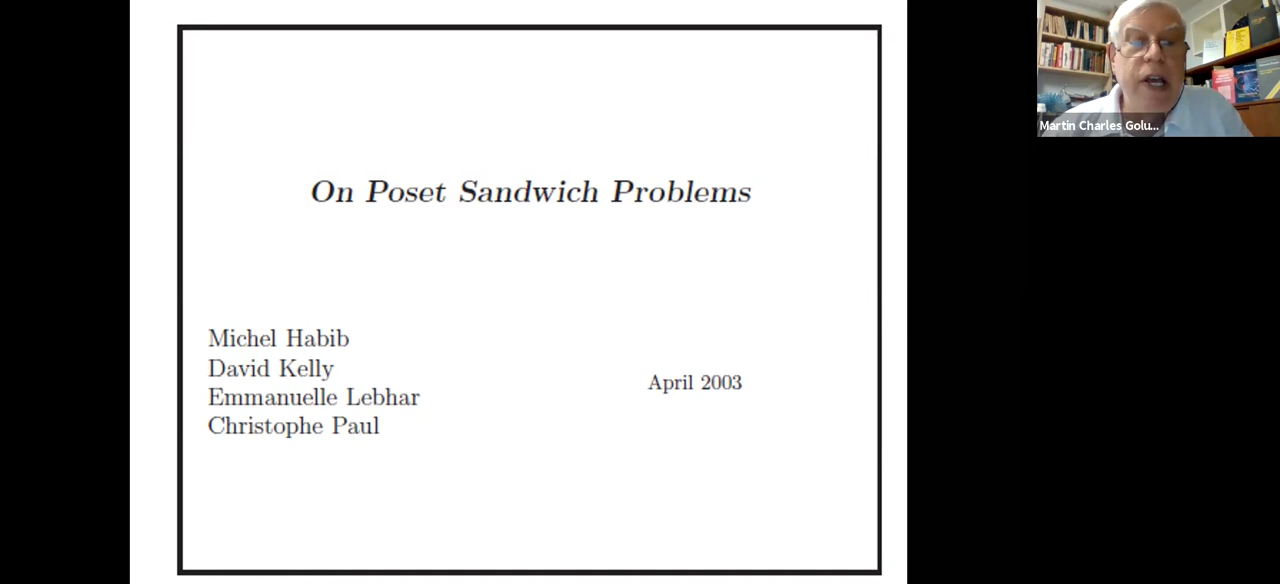 On Poset Sandwich Problems
Michel Habib
David Kelly
Emmanuelle Lebhar
Christophe Paul
April 2003
Martin Charles Golu...